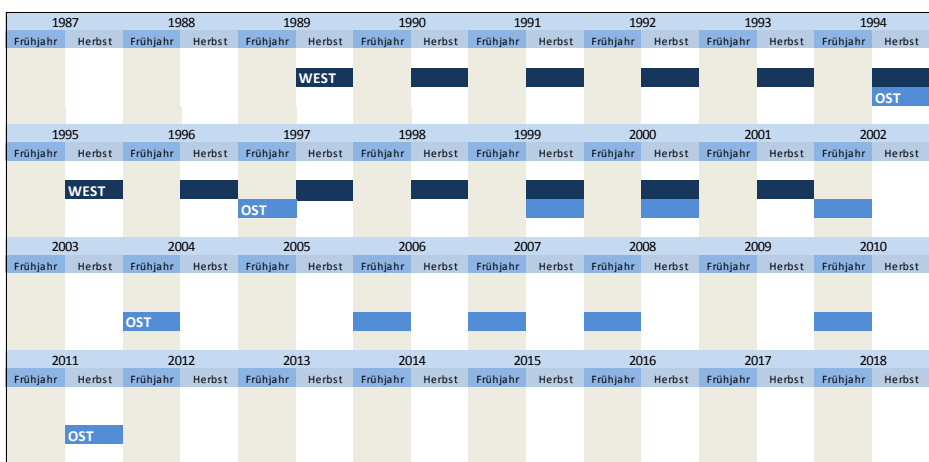 1987 1988 1989 1990 1991 1992 1993 1994
Frühjahr Herbst Frühjahr Herbst Frühjahr Herbst Frühjahr Herbst Frühjahr Herbst Frühjahr Herbst Frühjahr Herbst Frühjahr Herbst
WEST
OST
1995 1996 1997 1998 1999 2000 2001 2002
Frühjahr Herbst Frühjahr Herbst Frühjahr Herbst Frühjahr Herbst Frühjahr Herbst Frühjahr Herbst Frühjahr Herbst Frühjahr Herbst
WEST
OST
2003 2004 2005 2006 2007 2008 2009 2010
Frühjahr Herbst Frühjahr Herbst Frühjahr Herbst Frühjahr Herbst Frühjahr Herbst Frühjahr Herbst Frühjahr Herbst Frühjahr Herbst
OST
2011 2012 2013 2014 2015 2016 2017 2018
Frühjahr Herbst Frühjahr Herbst Frühjahr Herbst Frühjahr Herbst Frühjahr Herbst Frühjahr Herbst Frühjahr Herbst Frühjahr Herbst
OST